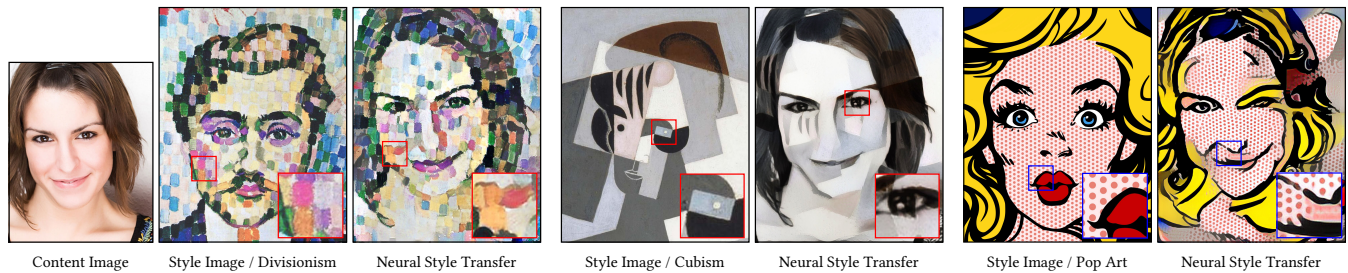 Content Image
Style Image / Divisionism
Neural Style Transfer
Style Image / Cubism
Neural Style Transfer
Style Image / Pop Art
Neural Style Transfer